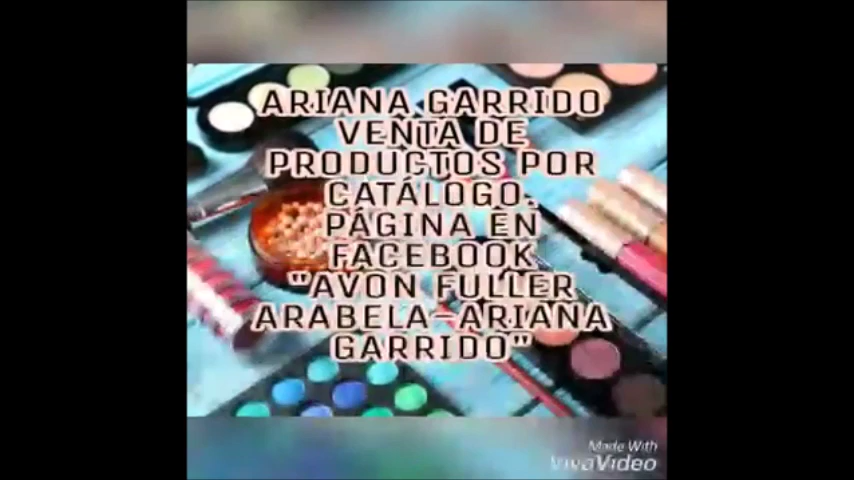 ARIANA GARRIDO
VENTA DE
PRODUCTOS POR
CATÁLOGO.
PÁGINA EN
FACEBOOK
"AVON FULLER
ARABELA-ARIANA
GARRIDO"
Made With
VivaVideo